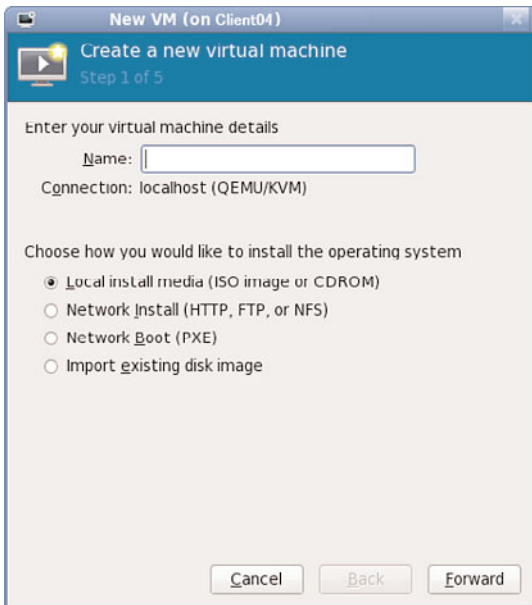 New VM (on Client04)
Create a new virtual machine
Step 1 of 5
Enter your virtual machine details
Name:
Connection: localhost (QEMU/KVM)
Choose how you would like to install the operating system
Local install media (ISO image or CDROM)
Network Install (HTTP, FTP, or NFS)
Network Boot (PXE)
Import existing disk image
Cancel Back Forward